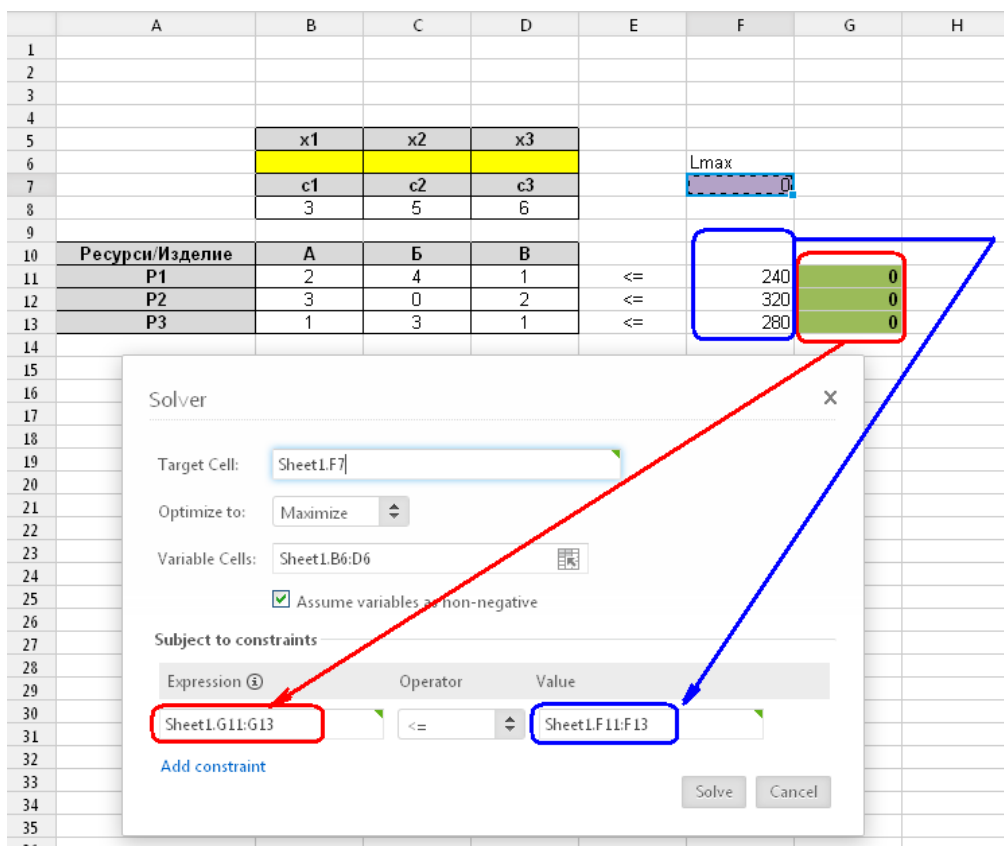 A B C D E F G H
1
2
3
4
5 x1 x2 x3
6 Lmax
7 c1 c2 c3 0
8 3 5 6
9
10 Ресурси/Изделие А Б В
11 Р1 2 4 1 <= 240 0
12 Р2 3 0 2 <= 320 0
13 Р3 1 3 1 <= 280 0
14
15
16
17
18
19
20
21
22
23
24
25
26
27
28
29
30
31
32
33
34
35
Solver
Target Cell: Sheet1.F7
Optimize to: Maximize
Variable Cells: Sheet1.B6:D6
Assume variables as non-negative
Subject to constraints
Expression Operator Value
Sheet1.G11:G13 <= Sheet1.F11:F13
Add constraint
Solve Cancel